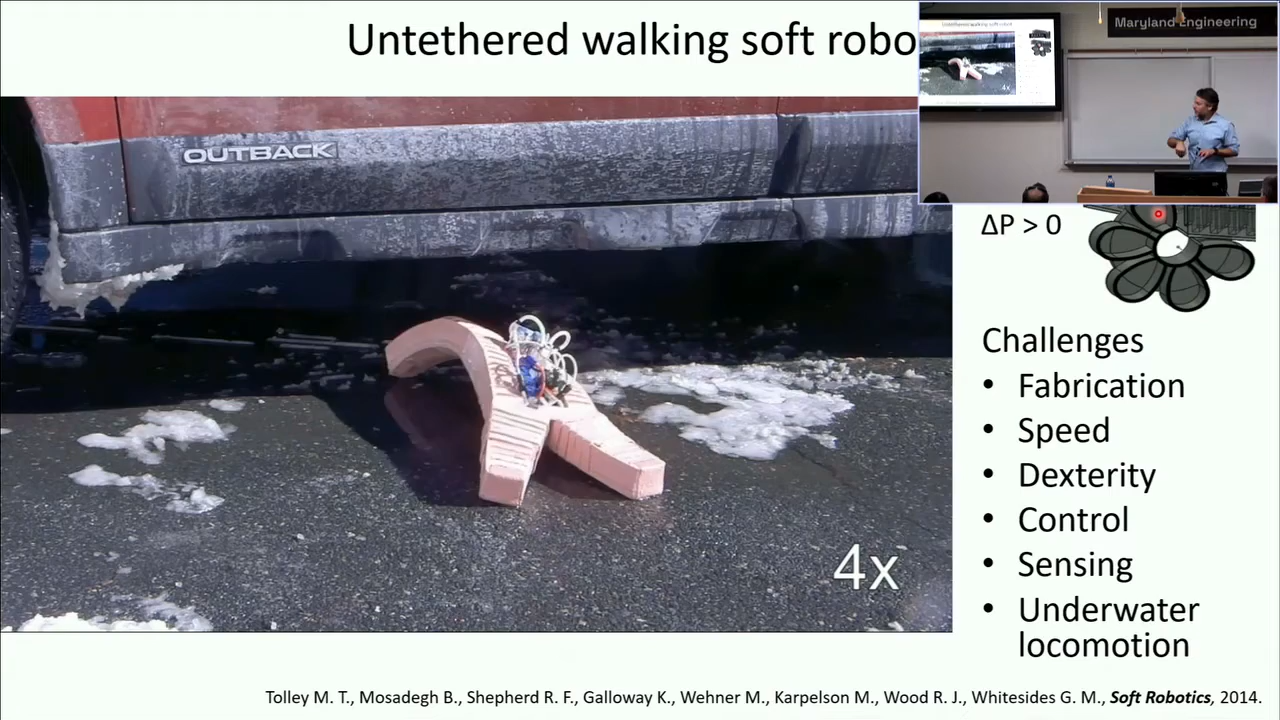 Untethered walking soft robo
Maryland Engineering
OUTBACK
ΔP > 0
Challenges
• Fabrication
• Speed
• Dexterity
• Control
• Sensing
• Underwater
locomotion
4x
Tolley M. T., Mosadegh B., Shepherd R. F., Galloway K., Wehner M., Karpelson M., Wood R. J., Whitesides G. M., Soft Robotics, 2014.